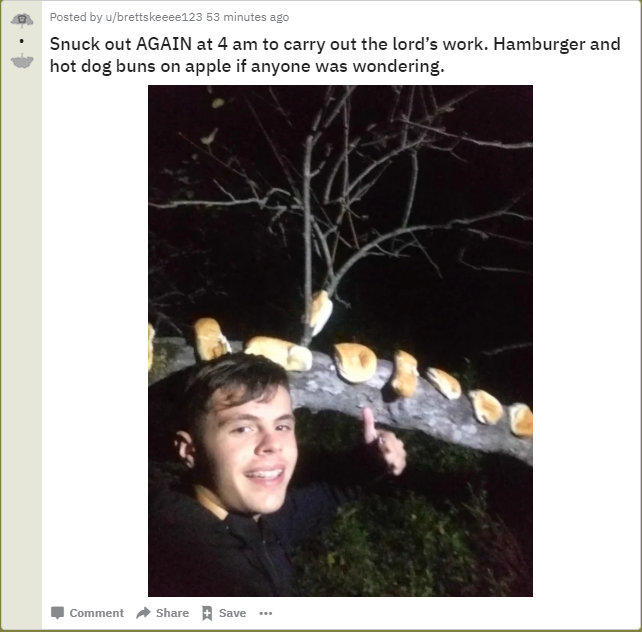 Posted by u/brettskeeee123 53 minutes ago
Snuck out AGAIN at 4 am to carry out the lord’s work. Hamburger and
hot dog buns on apple if anyone was wondering.
Comment Share Save